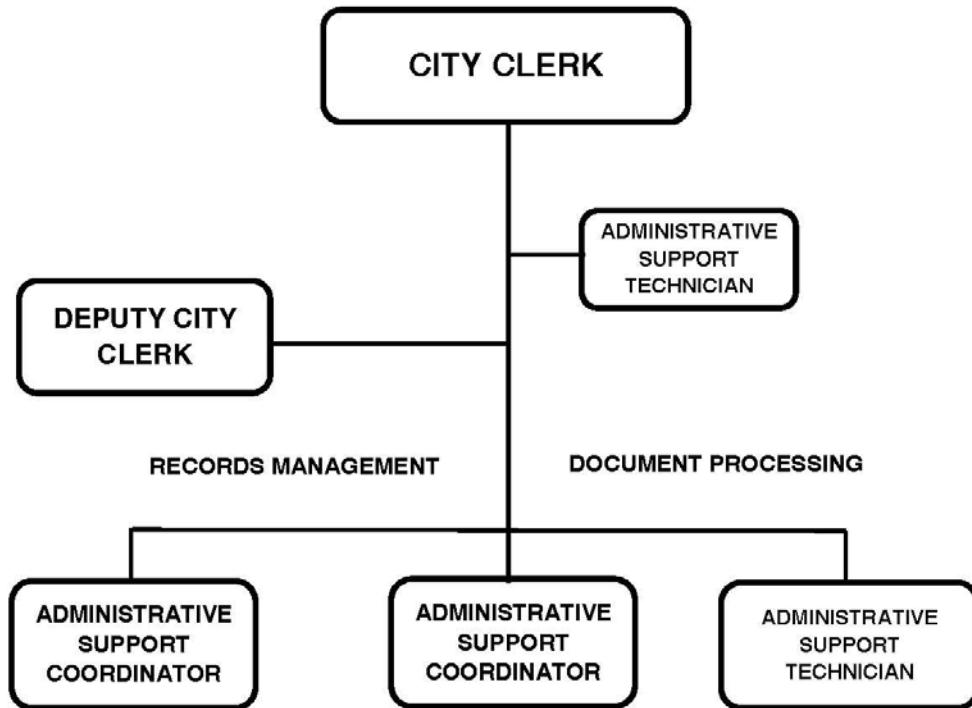 CITY CLERK
ADMINISTRATIVE
SUPPORT
TECHNICIAN
DEPUTY CITY
CLERK
RECORDS MANAGEMENT
DOCUMENT PROCESSING
ADMINISTRATIVE
SUPPORT
COORDINATOR
ADMINISTRATIVE
SUPPORT
COORDINATOR
ADMINISTRATIVE
SUPPORT
TECHNICIAN